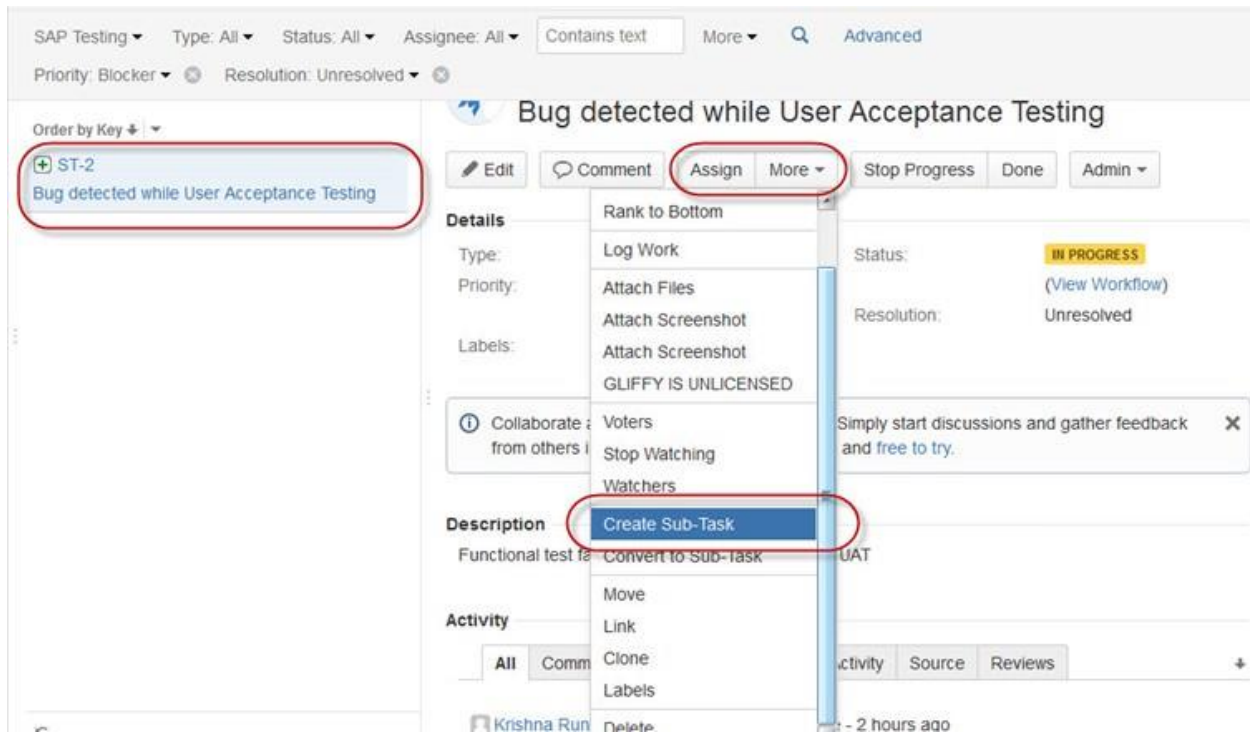 SAP Testing Type: All Status: All Assignee: All Contains text More Advanced
Priority: Blocker Resolution: Unresolved
Order by Key
ST-2
Bug detected while User Acceptance Testing
Bug detected while User Acceptance Testing
Edit Comment Assign More Stop Progress Done Admin
Rank to Bottom
Log Work
Attach Files
Attach Screenshot
Attach Screenshot
GLIFFY IS UNLICENSED
Voters
Stop Watching
Watchers
Create Sub-Task
Convert to Sub-Task
Move
Link
Clone
Labels
Delete
Details
Type:
Priority:
Labels:
Status: IN PROGRESS
(View Workflow)
Resolution: Unresolved
Collaborate Simply start discussions and gather feedback
from others and free to try.
Description
Functional test UAT
Activity
All Source Reviews
Krishna - 2 hours ago